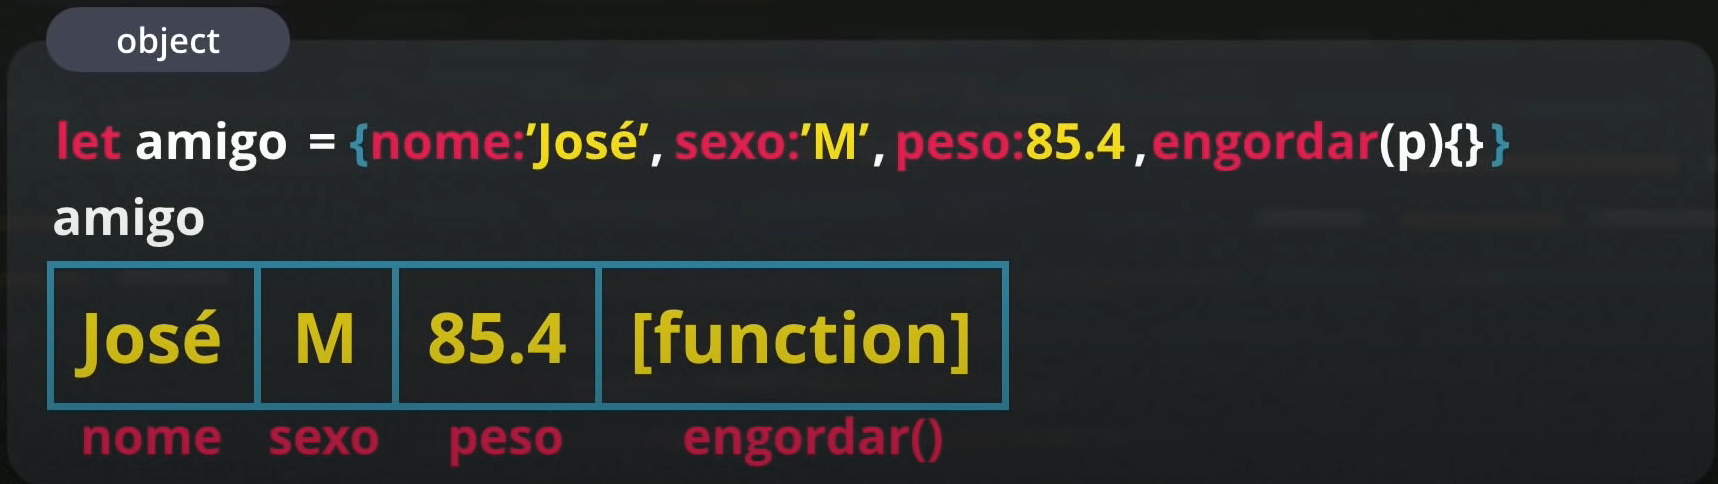 object
let amigo = {nome:’José’, sexo:’M’, peso:85.4 ,engordar(p){} }
amigo
José M 85.4 [function]
nome sexo peso engordar()